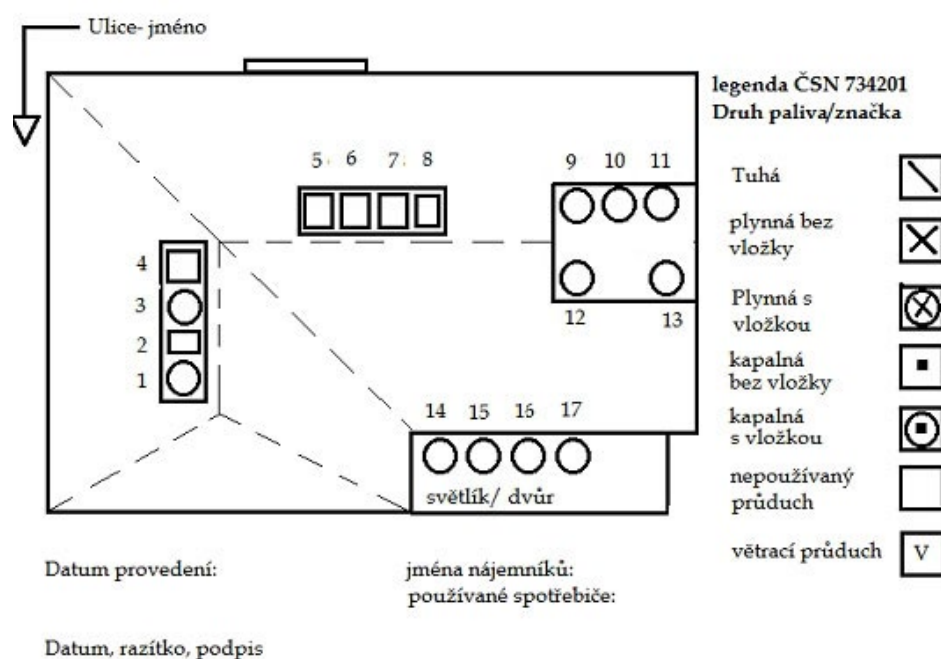 Ulice- jméno
legenda ČSN 734201
Druh paliva/značka
5 6 7 8
9 10 11
Tuhá
plynná bez
vložky
4
3
2
1
Plynná s
vložkou
12 13
kapalná
bez vložky
14 15 16 17
kapalná
s vložkou
světlík/ dvůr
nepoužívaný
průduch
větrací průduch V
Datum provedení:
jména nájemníků:
používané spotřebiče:
Datum, razítko, podpis